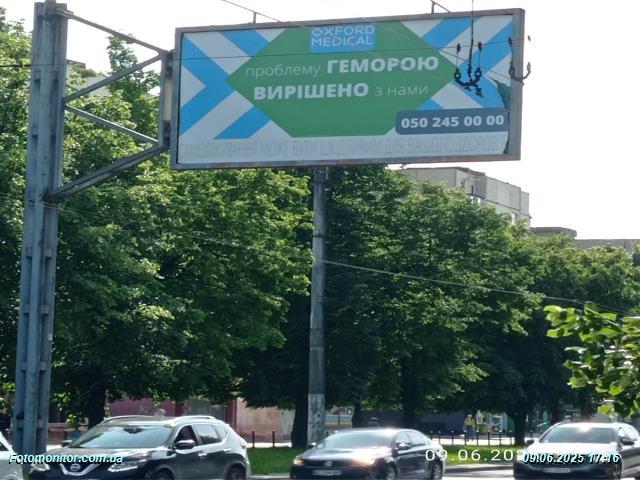 OXFORD
MEDICAL
проблему ГЕМОРОЮ
ВИРІШЕНО з нами
050 245 00 00
САМОЛІКУВАННЯ МОЖЕ БУТИ ШКІДЛИВИМ ДЛЯ ВАШОГО ЗДОРОВ'Я
Fotomonitor.com.ua
09.06.2025 17:16